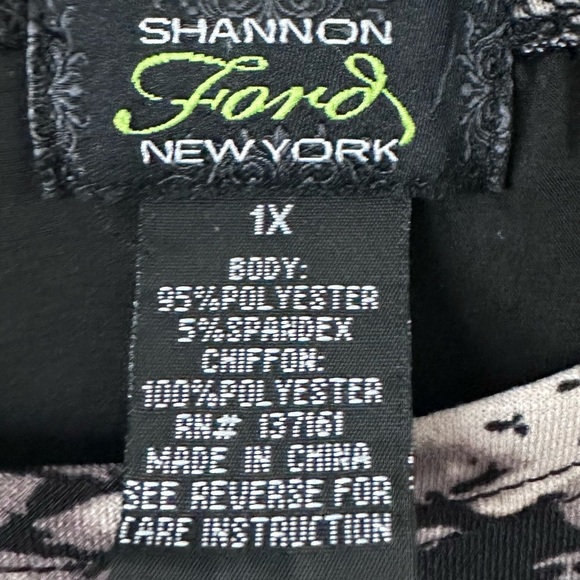 SHANNON
Ford
NEW YORK
1X
BODY:
95%POLYESTER
5%SPANDEX
CHIFFON:
100%POLYESTER
RN# 137161
MADE IN CHINA
SEE REVERSE FOR
CARE INSTRUCTION